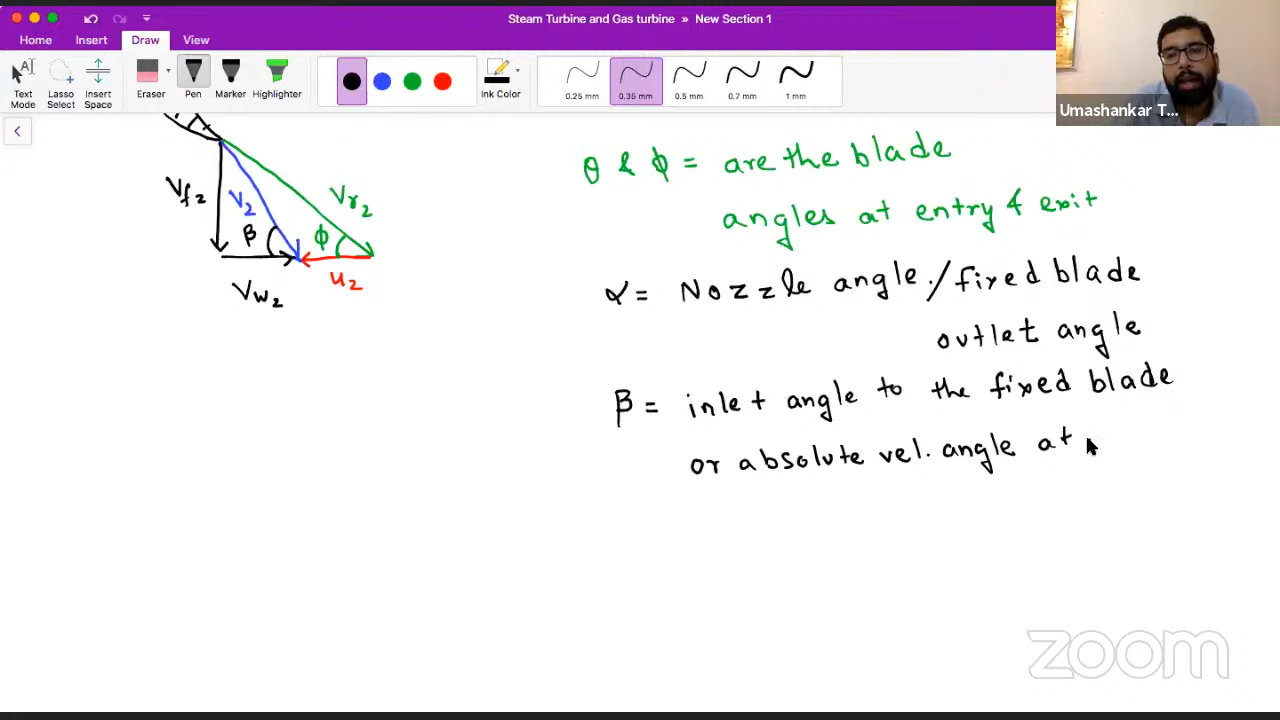 Steam Turbine and Gas turbine » New Section 1
Home Insert Draw View
Text Mode
Lasso Select
Insert Space
Eraser
Pen
Marker
Highlighter
Ink Color
0.25 mm
0.35 mm
0.5 mm
0.7 mm
1 mm
Umashankar T...
Vf2
V2
Vr2
β
ϕ
u2
Vw2
θ & ϕ = are the blade
angles at entry & exit
α = Nozzle angle./fixed blade
outlet angle
β = inlet angle to the fixed blade
or absolute vel. angle at
zoom